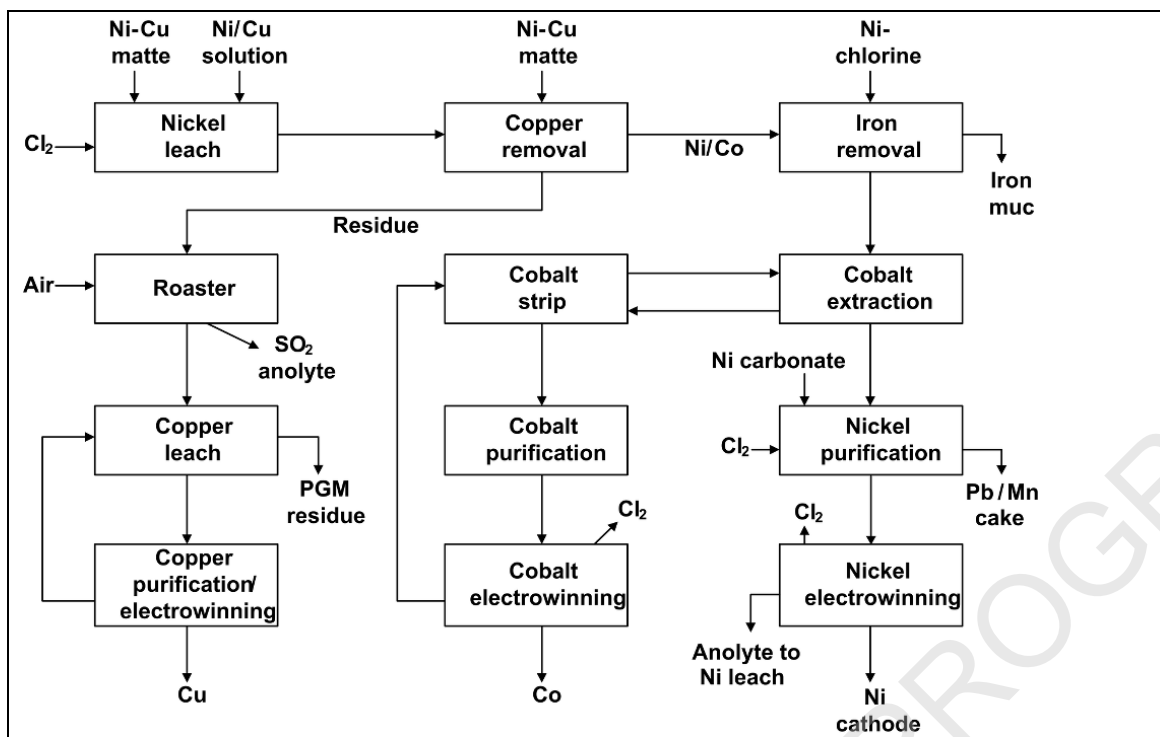 Ni-Cu
matte
Ni/Cu
solution
Ni-Cu
matte
Ni-
chlorine
Cl₂
Nickel
leach
Copper
removal
Ni/Co
Iron
removal
Iron
muc
Residue
Air
Roaster
Cobalt
strip
Cobalt
extraction
SO₂
anolyte
Ni carbonate
Copper
leach
Cobalt
purification
Cl₂
Nickel
purification
PGM
residue
Pb/Mn
cake
Cl₂
Cl₂
Copper
purification/
electrowinning
Cobalt
electrowinning
Nickel
electrowinning
Anolyte to
Ni leach
Cu
Co
Ni
cathode
PROGR